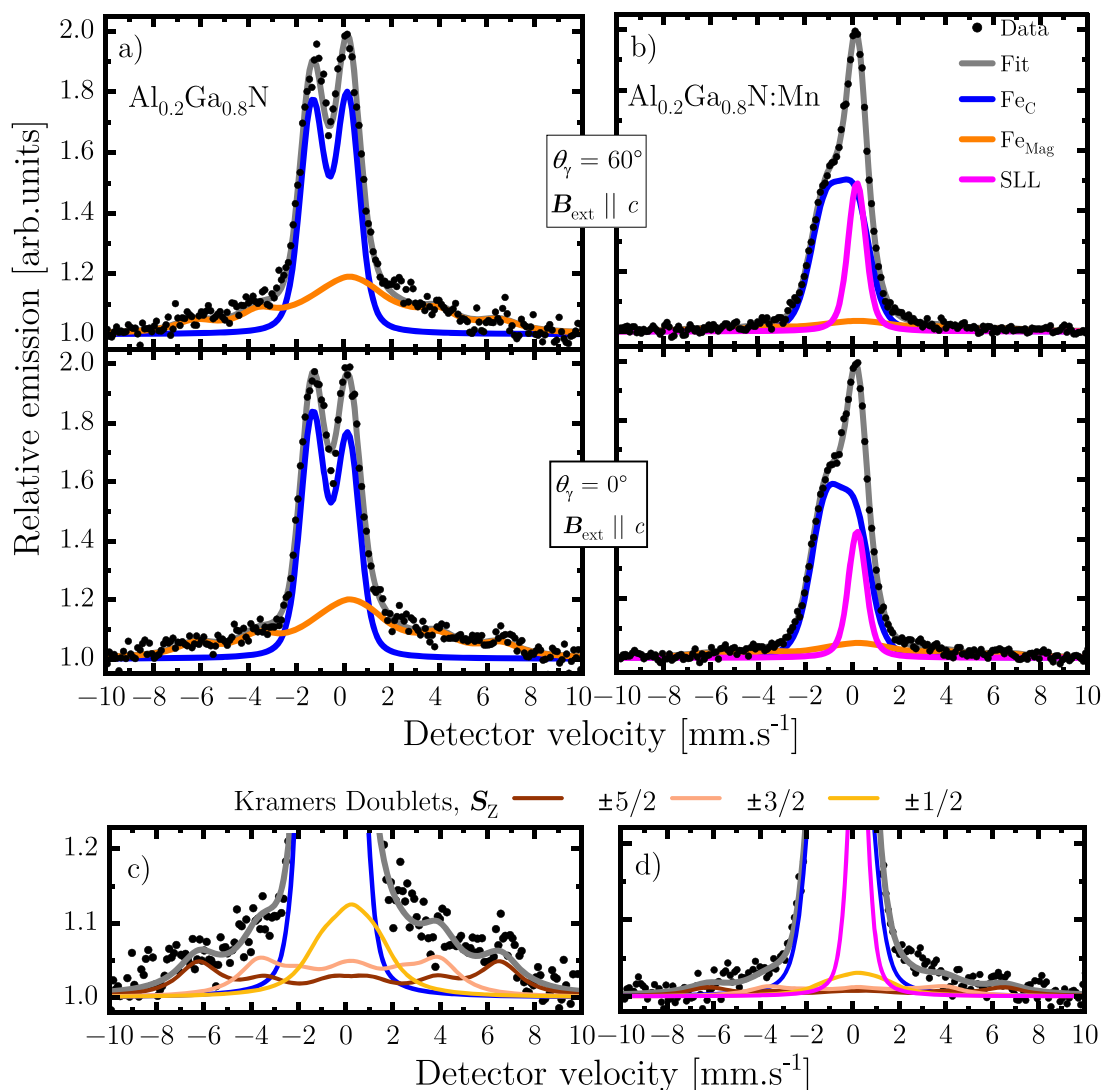 a)
Al0.2Ga0.8N
b)
Al0.2Ga0.8N:Mn
Data
Fit
FeC
FeMag
SLL
θγ = 60°
Bext || c
θγ = 0°
Bext || c
Relative emission [arb.units]
2.0
1.8
1.6
1.4
1.2
1.0
2.0
1.8
1.6
1.4
1.2
1.0
−10 −8 −6 −4 −2 0 2 4 6 8 10
−10 −8 −6 −4 −2 0 2 4 6 8 10
Detector velocity [mm.s-1]
Kramers Doublets, SZ ±5/2 ±3/2 ±1/2
c)
d)
1.2
1.1
1.0
−10 −8 −6 −4 −2 0 2 4 6 8 10
−10 −8 −6 −4 −2 0 2 4 6 8 10
Detector velocity [mm.s-1]